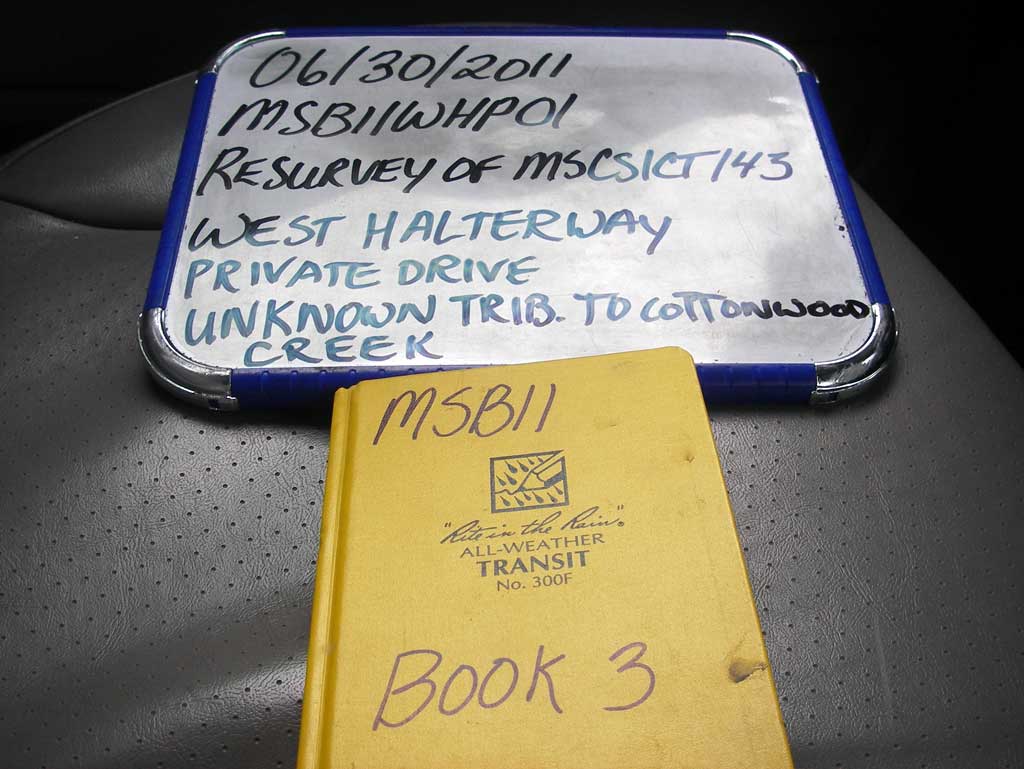 06/30/2011
MSB11WHP01
RESURVEY OF MSCSICT143
WEST HALTERWAY
PRIVATE DRIVE
UNKNOWN TRIB. TO COTTONWOOD
CREEK
MSB11
"Rite in the Rain"®
ALL-WEATHER
TRANSIT
No. 300F
BOOK 3